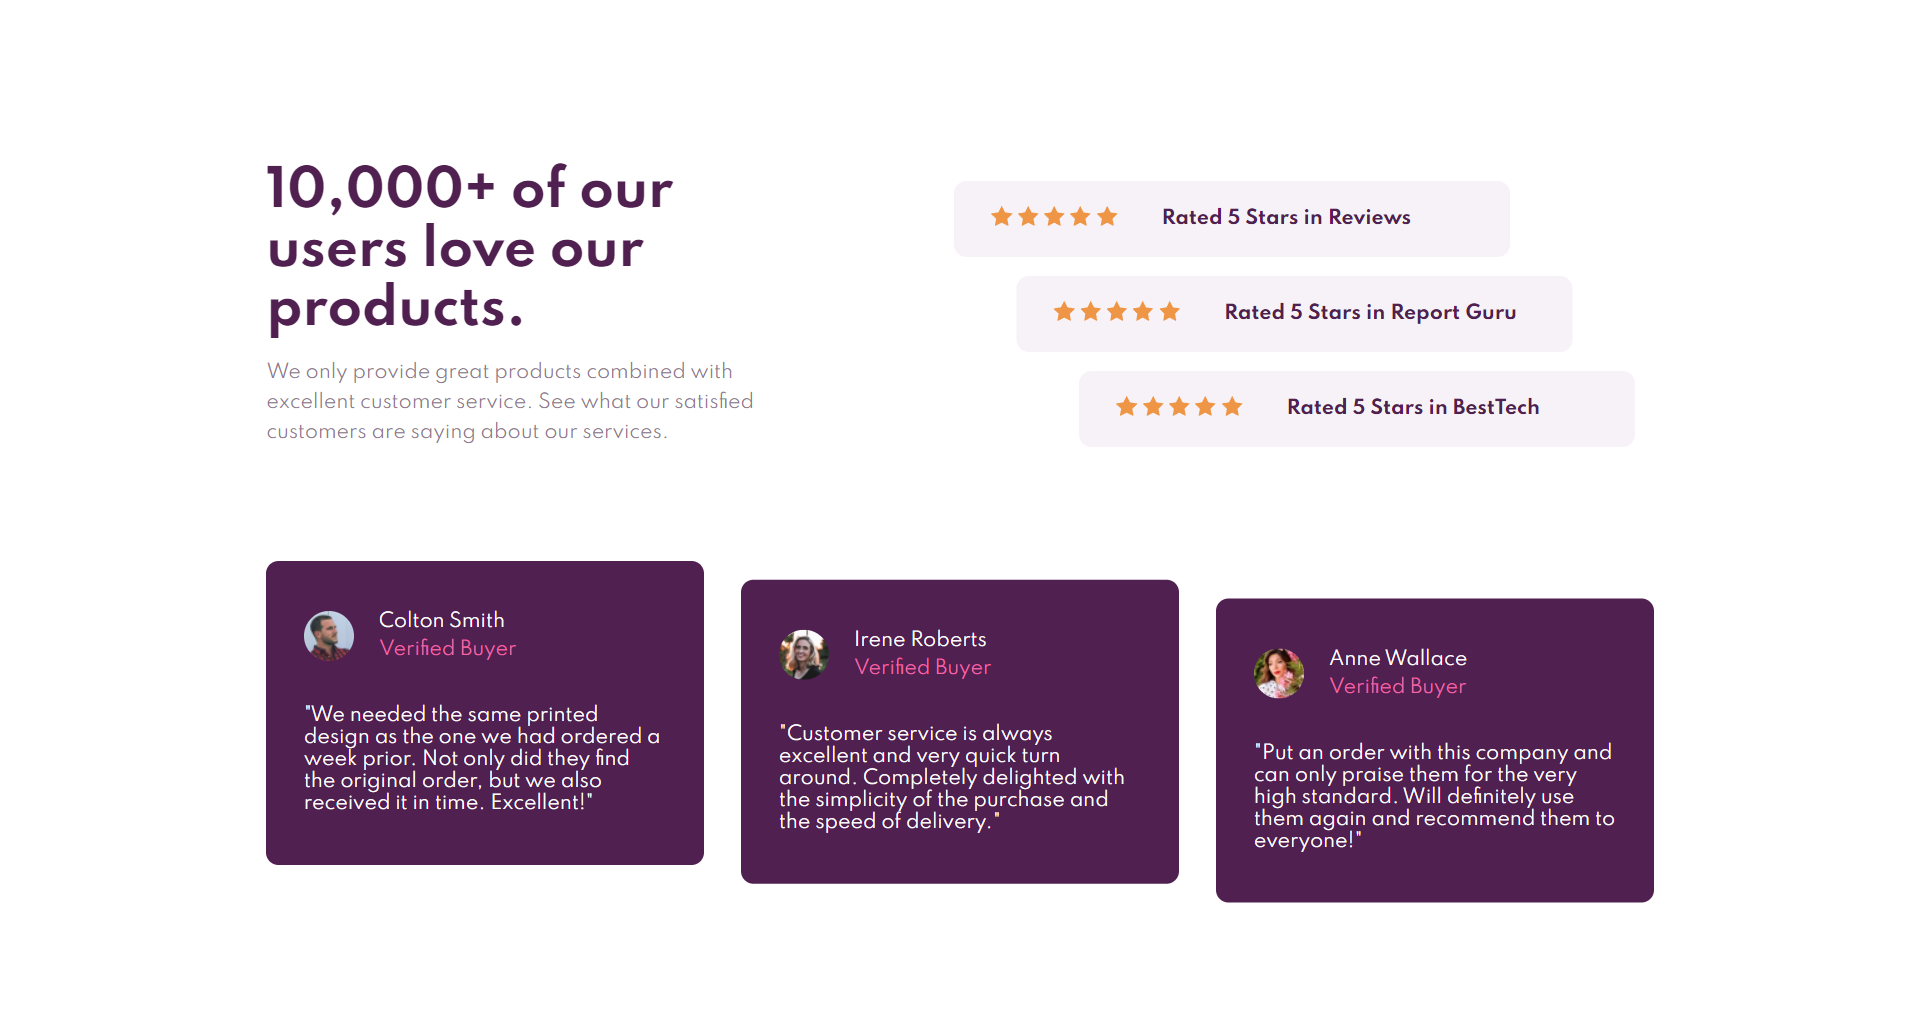 10,000+ of our
users love our
products.
We only provide great products combined with
excellent customer service. See what our satisfied
customers are saying about our services.
Rated 5 Stars in Reviews
Rated 5 Stars in Report Guru
Rated 5 Stars in BestTech
Colton Smith
Verified Buyer
"We needed the same printed
design as the one we had ordered a
week prior. Not only did they find
the original order, but we also
received it in time. Excellent!"
Irene Roberts
Verified Buyer
"Customer service is always
excellent and very quick turn
around. Completely delighted with
the simplicity of the purchase and
the speed of delivery."
Anne Wallace
Verified Buyer
"Put an order with this company and
can only praise them for the very
high standard. Will definitely use
them again and recommend them to
everyone!"